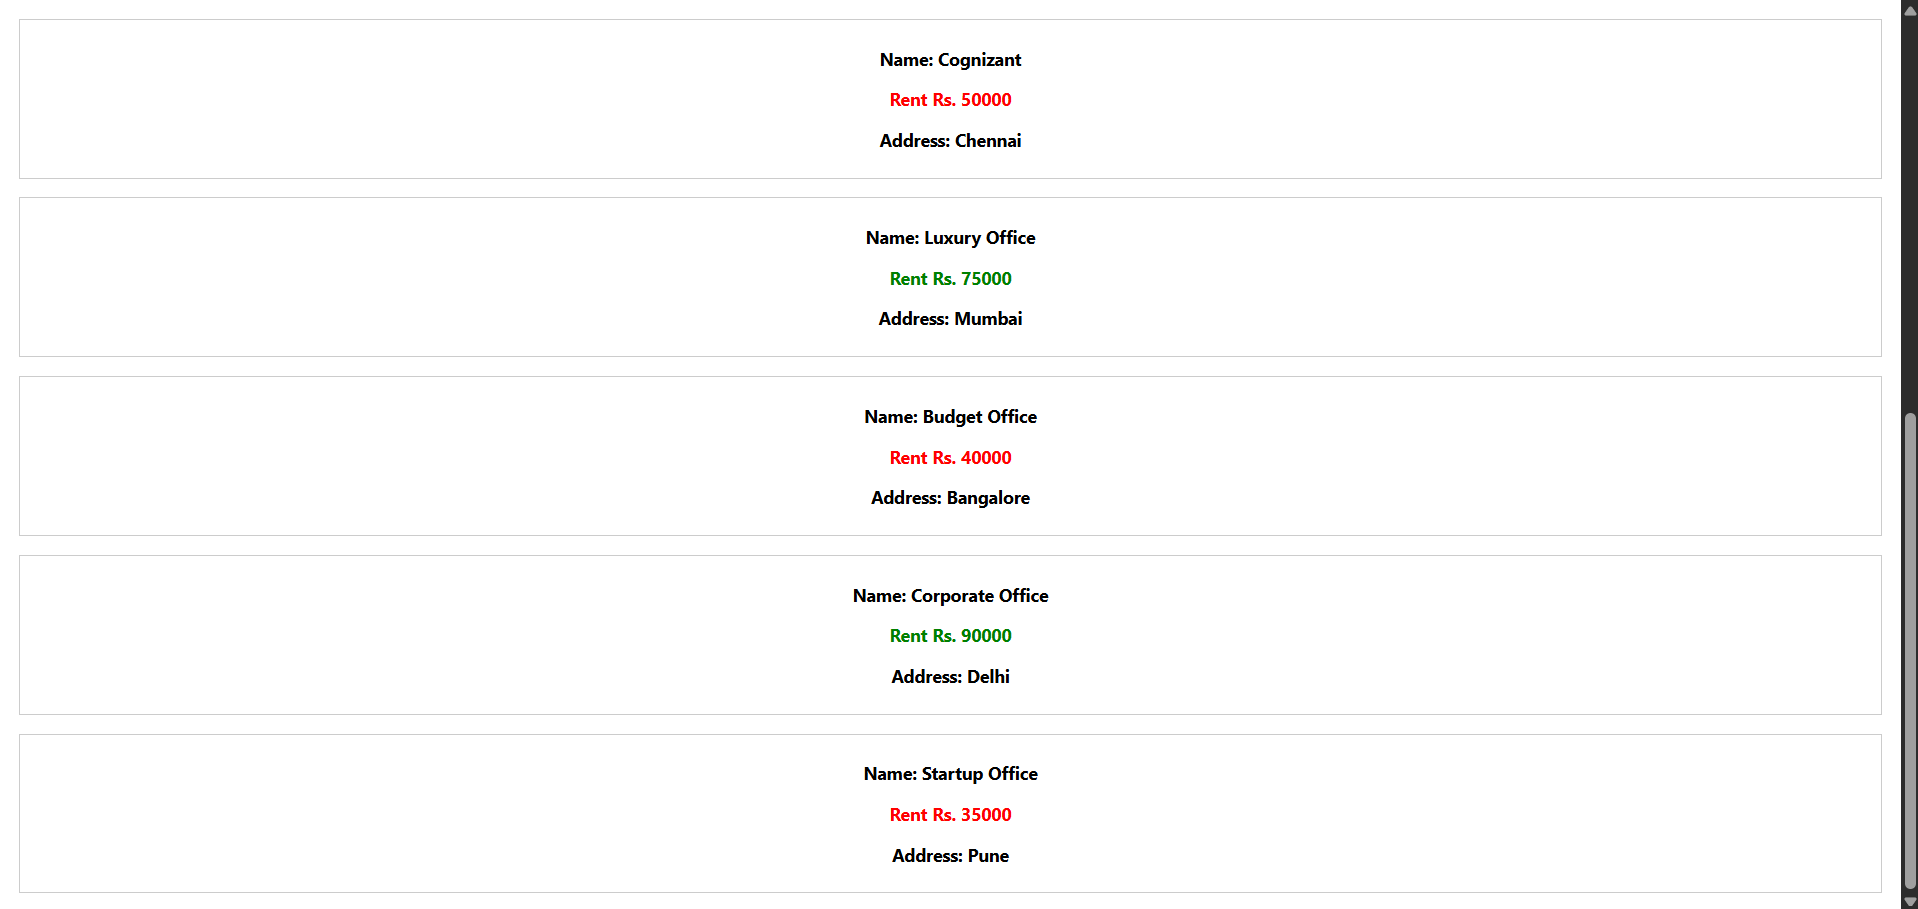 Name: Cognizant
Rent Rs. 50000
Address: Chennai
Name: Luxury Office
Rent Rs. 75000
Address: Mumbai
Name: Budget Office
Rent Rs. 40000
Address: Bangalore
Name: Corporate Office
Rent Rs. 90000
Address: Delhi
Name: Startup Office
Rent Rs. 35000
Address: Pune